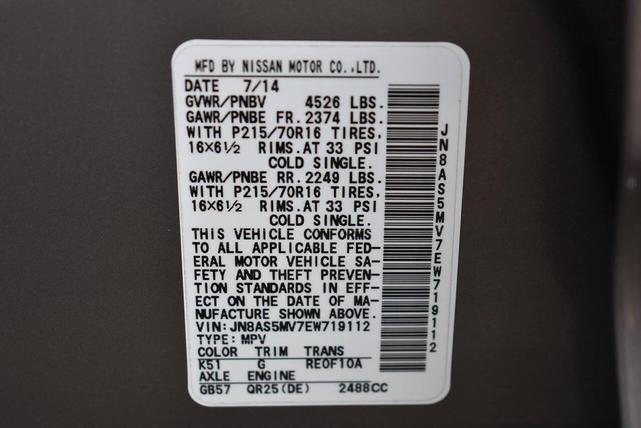 MFD BY NISSAN MOTOR CO.,LTD.
DATE 7/14
GVWR/PNBV 4526 LBS.
GAWR/PNBE FR. 2374 LBS.
WITH P215/70R16 TIRES,
16×6½ RIMS.AT 33 PSI
COLD SINGLE.
GAWR/PNBE RR. 2249 LBS.
WITH P215/70R16 TIRES,
16×6½ RIMS.AT 33 PSI
COLD SINGLE.
THIS VEHICLE CONFORMS
TO ALL APPLICABLE FED–
ERAL MOTOR VEHICLE SA–
FETY AND THEFT PREVEN–
TION STANDARDS IN EFF–
ECT ON THE DATE OF MA–
NUFACTURE SHOWN ABOVE.
VIN:JN8AS5MV7EW719112
TYPE:MPV
COLOR TRIM TRANS
K51 G RE0F10A
AXLE ENGINE
GB57 QR25(DE) 2488CC
JN8AS5MV7EW719112